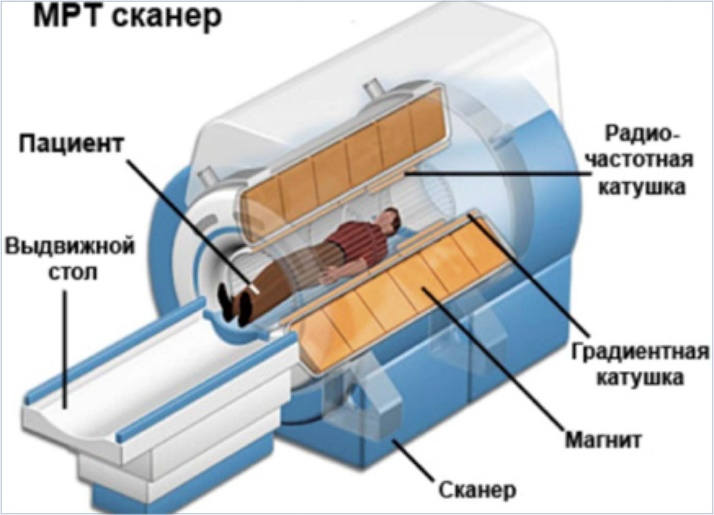 МРТ сканер
Пациент
Выдвижной
стол
Радио-
частотная
катушка
Градиентная
катушка
Магнит
Сканер